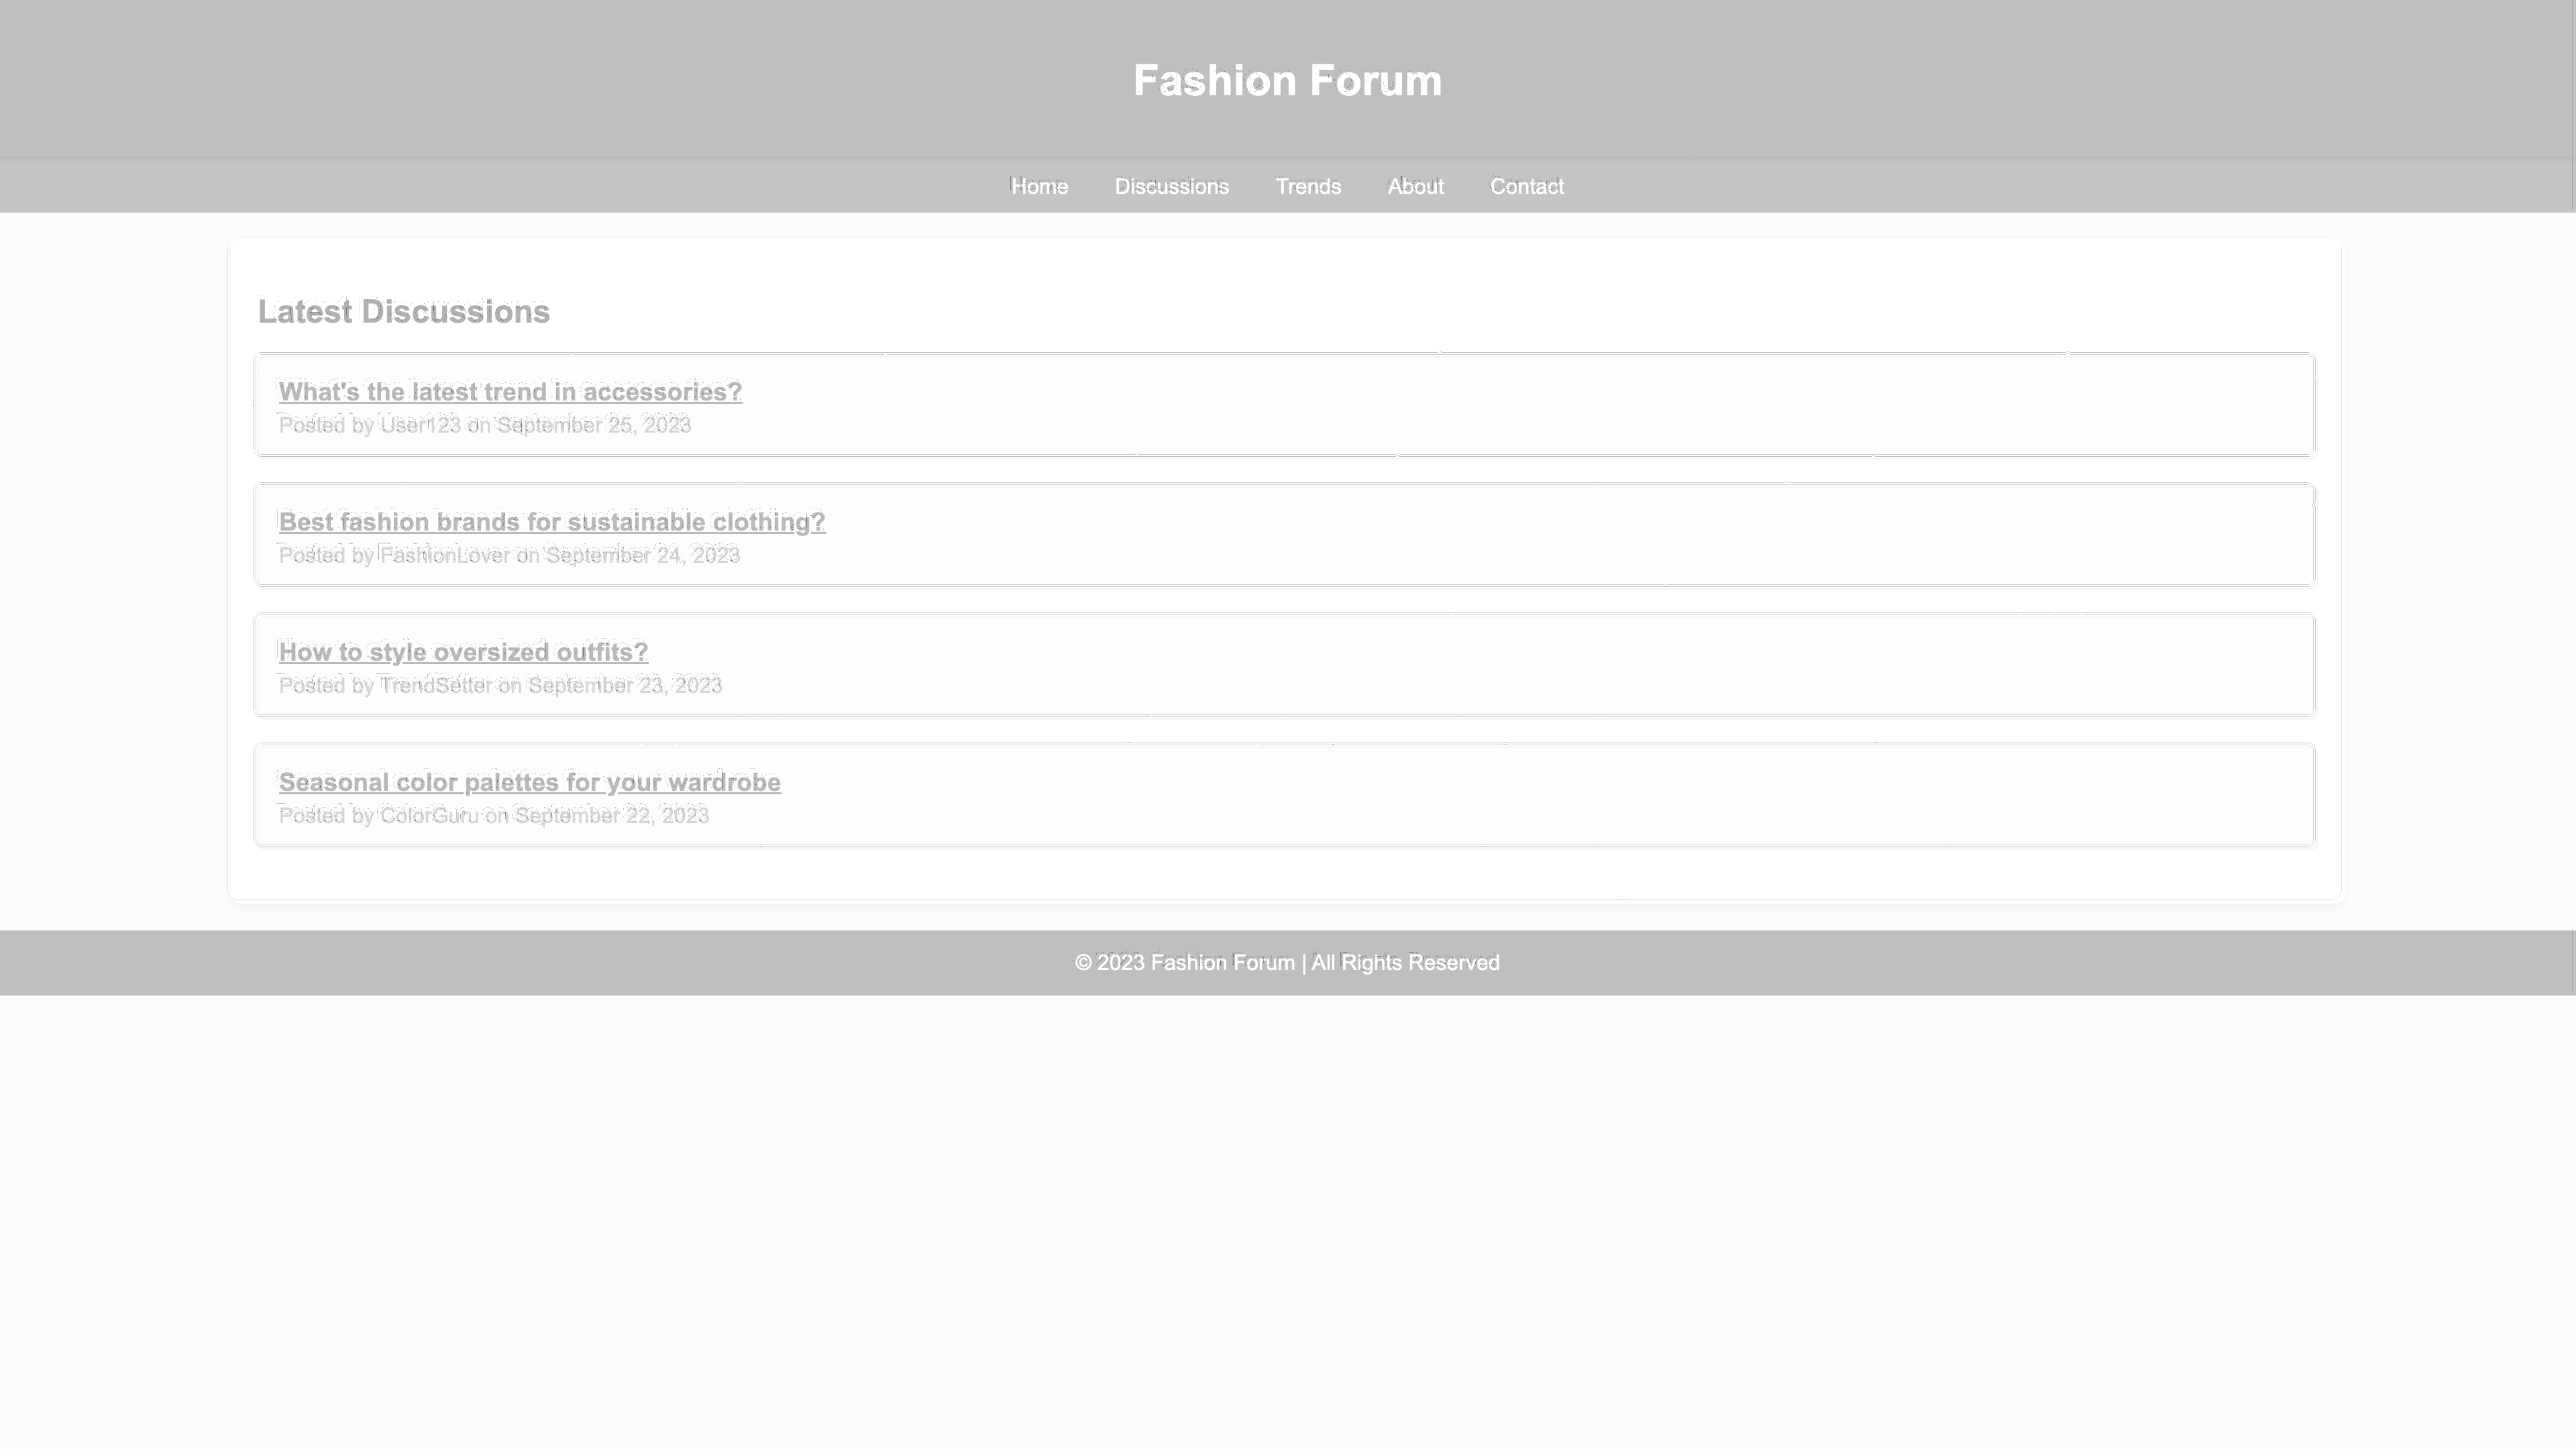 Fashion Forum
Home Discussions Trends About Contact
Latest Discussions
What's the latest trend in accessories?
Posted by User123 on September 25, 2023
Best fashion brands for sustainable clothing?
Posted by FashionLover on September 24, 2023
How to style oversized outfits?
Posted by TrendSetter on September 23, 2023
Seasonal color palettes for your wardrobe
Posted by ColorGuru on September 22, 2023
© 2023 Fashion Forum | All Rights Reserved